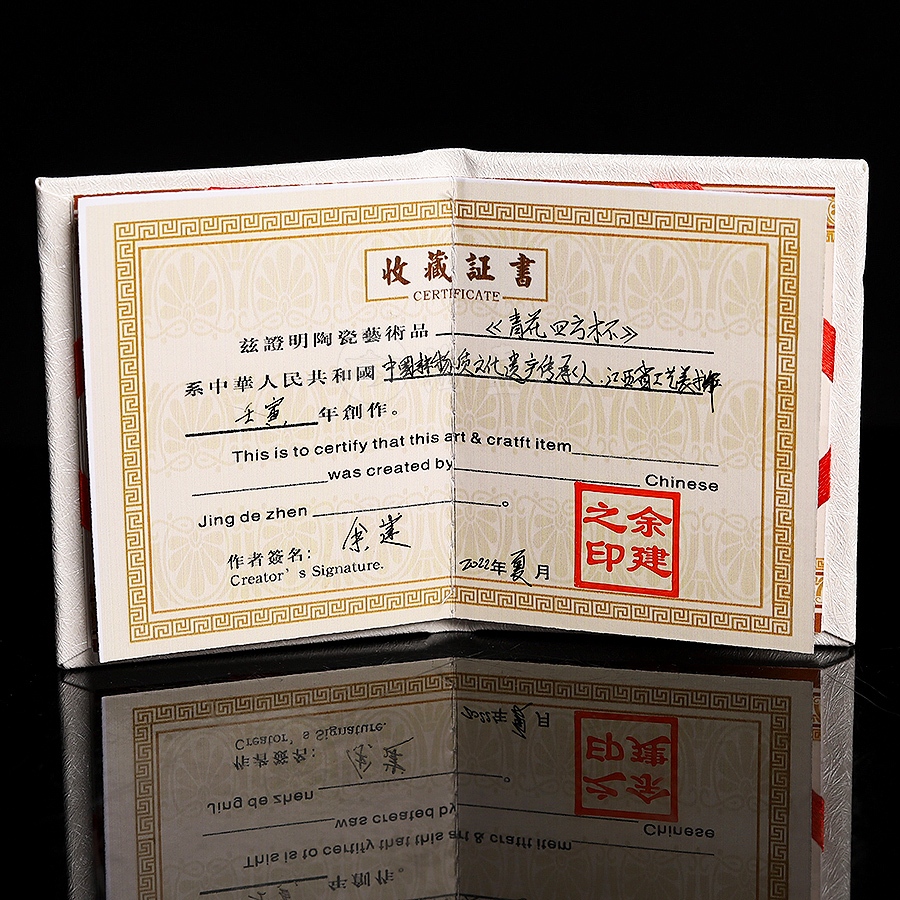 收藏証書
CERTIFICATE
茲證明陶瓷藝術品《青花四方杯》
系中華人民共和國中國非物质文化遗产传承人.江西省工艺美术师
壬寅年創作。
This is to certify that this art & cratft item
was created by Chinese
Jing de zhen 。
作者簽名: 余建
Creator's Signature.
2022年夏月
余建
之印